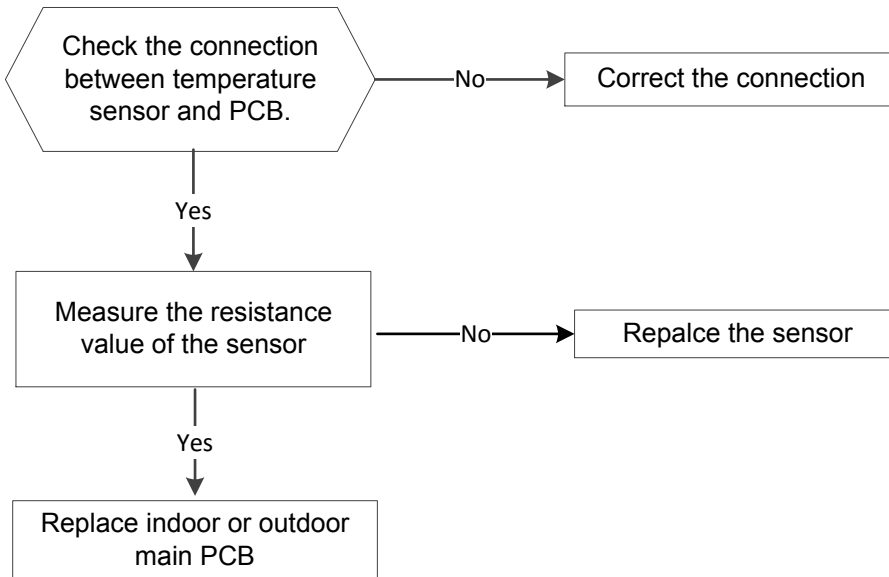 Check the connection
between temperature
sensor and PCB.
No
Correct the connection
Yes
Measure the resistance
value of the sensor
No
Repalce the sensor
Yes
Replace indoor or outdoor
main PCB